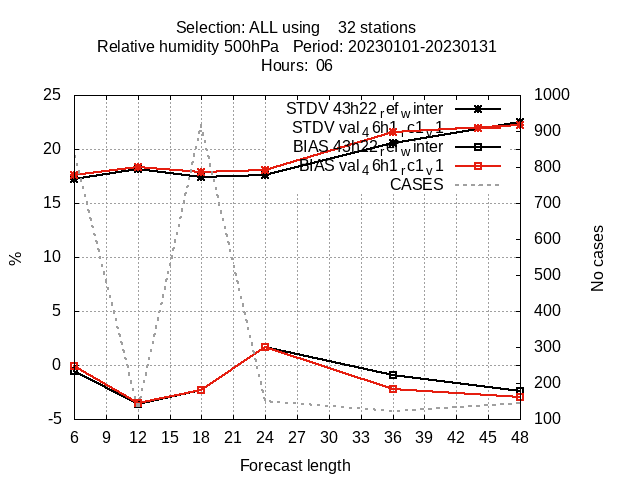 Selection: ALL using    32 stations
Relative humidity 500hPa   Period: 20230101-20230131
Hours:  06
STDV 43h22_ref_winter
STDV val_46h1_rc1_v1
BIAS 43h22_ref_winter
BIAS val_46h1_rc1_v1
CASES
%
25
20
15
10
5
0
-5
1000
900
800
700
600
500
400
300
200
100
No cases
6 9 12 15 18 21 24 27 30 33 36 39 42 45 48
Forecast length